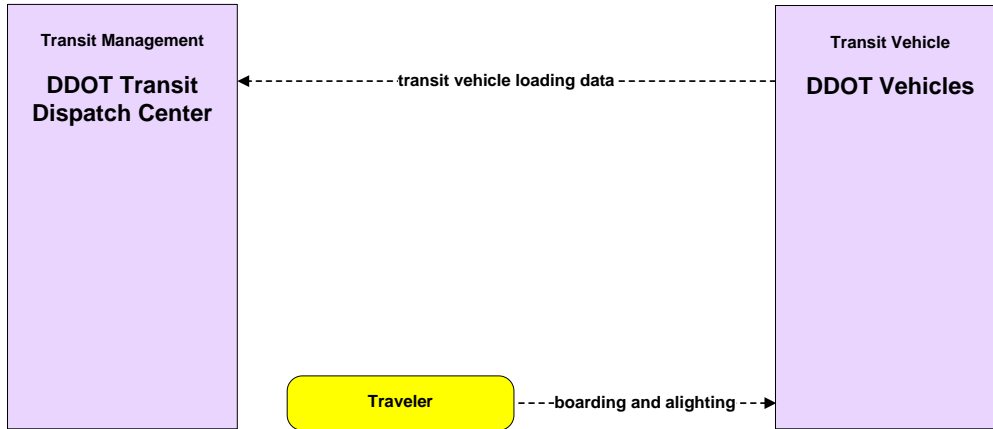 Transit Management
DDOT Transit
Dispatch Center
transit vehicle loading data
Transit Vehicle
DDOT Vehicles
Traveler
boarding and alighting